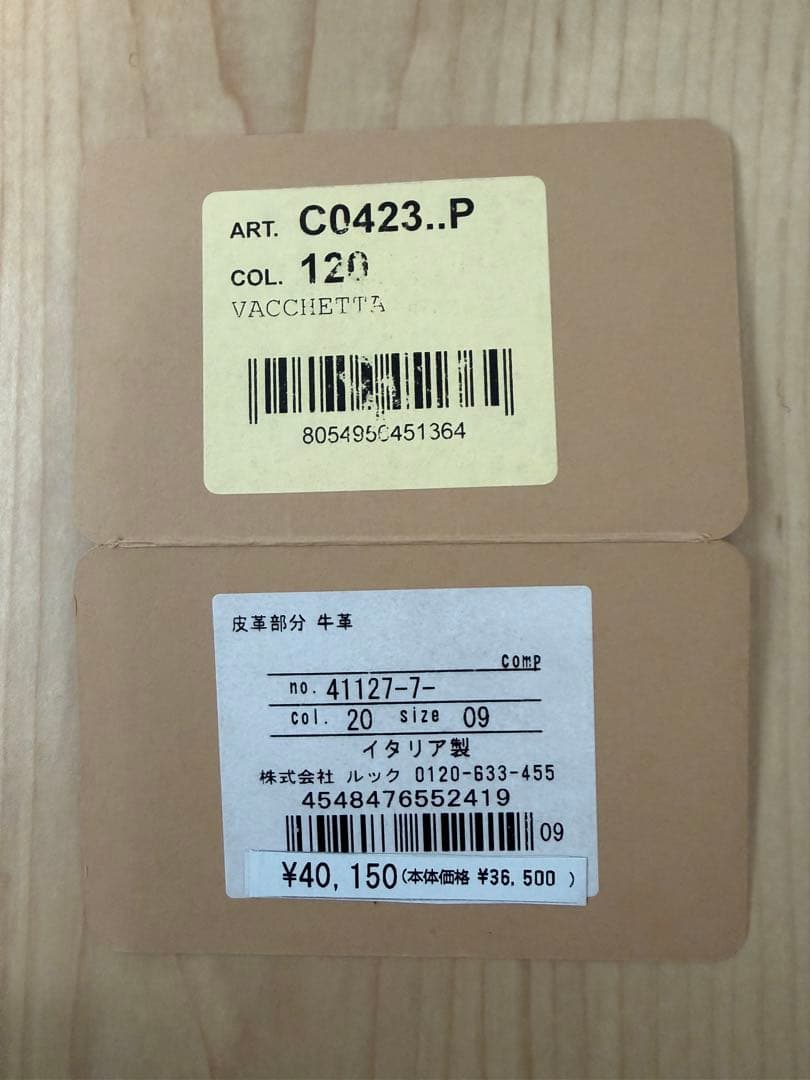 ART. C0423..P
COL. 120
VACCHETTA
8054956451364
皮革部分 牛革
comp
no. 41127-7-
col. 20 size 09
イタリア製
株式会社 ルック 0120-633-455
4548476552419
09
¥40,150(本体価格 ¥36,500 )